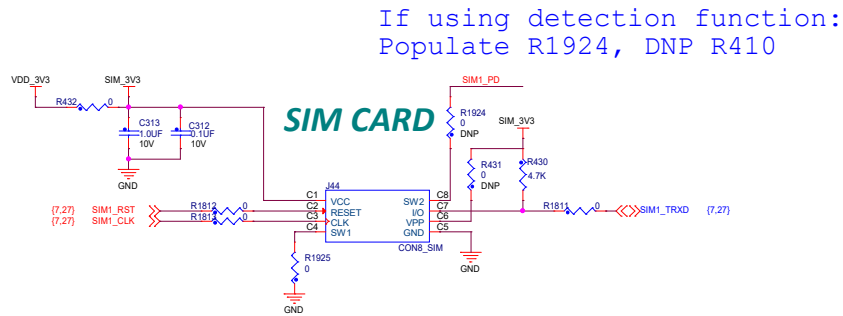 If using detection function:
Populate R1924, DNP R410
VDD_3V3
SIM_3V3
SIM1_PD
R432
0
C313
1.0UF
10V
C312
0.1UF
10V
SIM CARD
R1924
0
DNP
SIM_3V3
GND
R431
0
DNP
R430
4.7K
J44
C1
VCC
SW2
C8
{7,27}
SIM1_RST
R1812
0
C2
RESET
I/O
C7
R1811
0
SIM1_TRXD
{7,27}
{7,27}
SIM1_CLK
0
C3
CLK
VPP
C6
C4
SW1
GND
C5
CON8_SIM
R1925
0
GND
GND